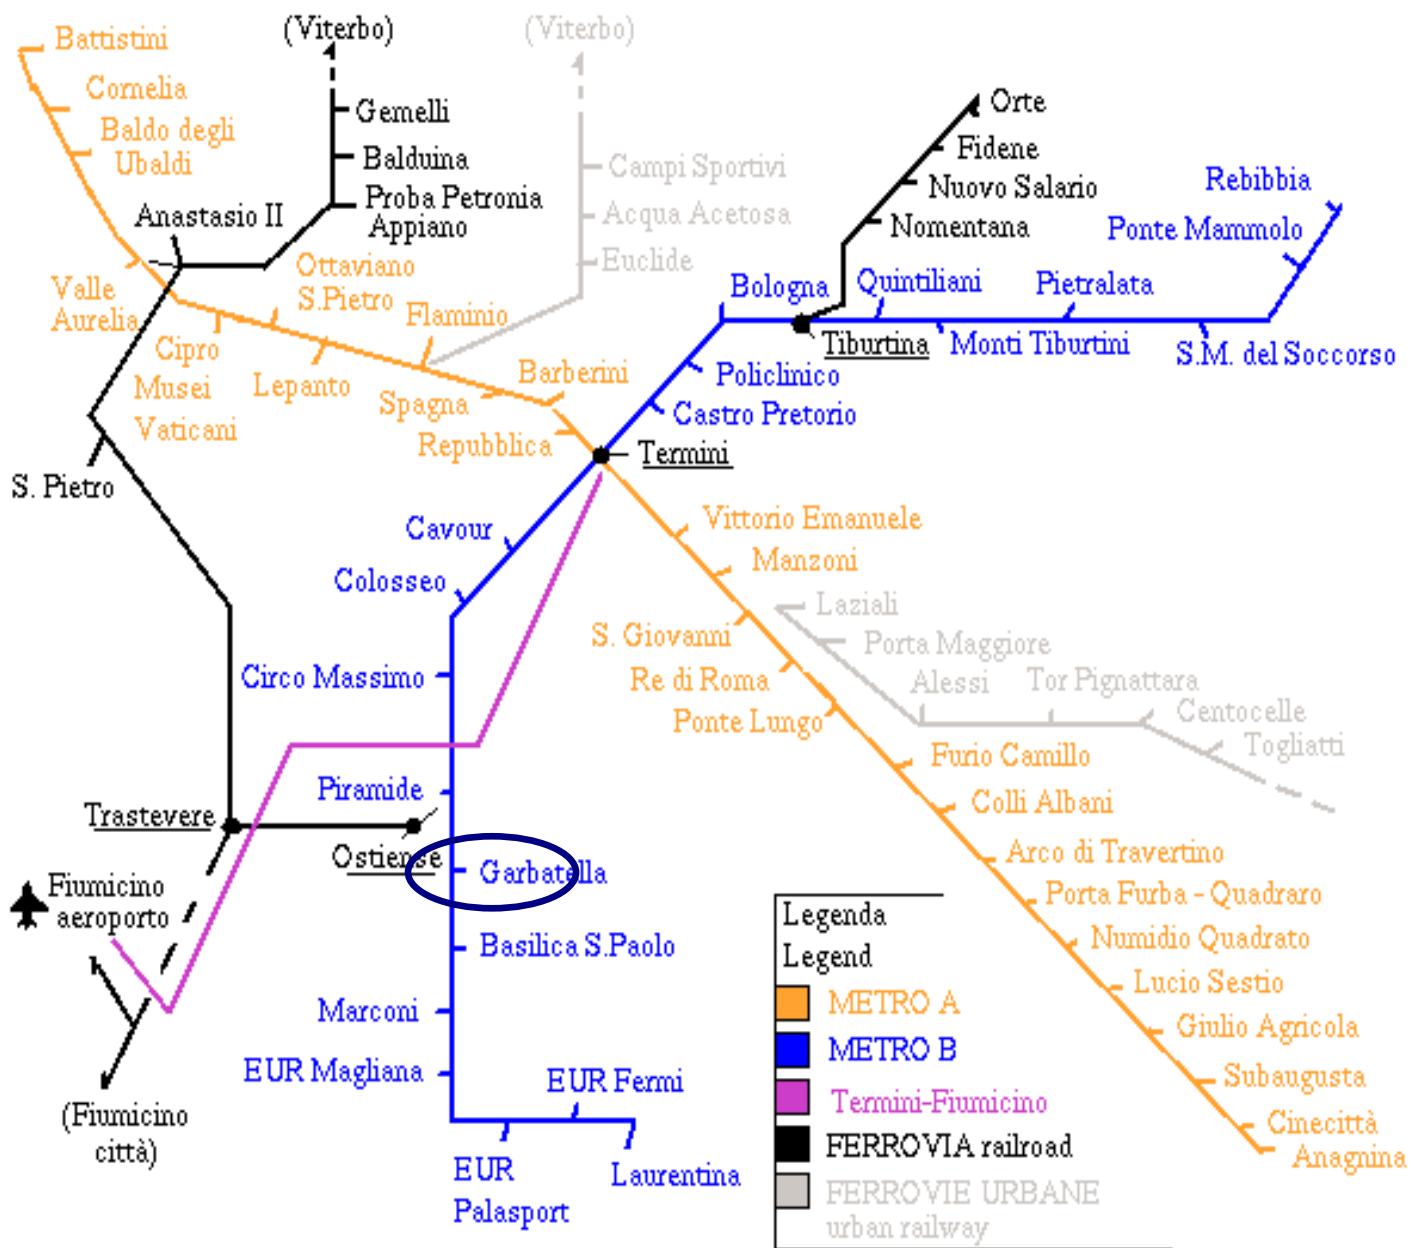 (Viterbo)
(Viterbo)
Battistini
Cornelia
Baldo degli
Ubaldi
Gemelli
Balduina
Proba Petronia
Appiano
Anastasio II
Campi Sportivi
Acqua Acetosa
Euclide
Orte
Fidene
Nuovo Salario
Nomentana
Rebibbia
Ponte Mammolo
Valle
Aurelia
Ottaviano
S.Pietro
Flaminio
Cipro
Musei
Vaticani
Lepanto
Spagna
Barberini
Repubblica
Bologna
Quintiliani
Pietralata
Tiburtina
Monti Tiburtini
S.M. del Soccorso
Policlinico
Castro Pretorio
Termini
S. Pietro
Cavour
Colosseo
Vittorio Emanuele
Manzoni
S. Giovanni
Re di Roma
Ponte Lungo
Laziali
Porta Maggiore
Alessi
Tor Pignattara
Centocelle
Togliatti
Circo Massimo
Piramide
Trastevere
Ostiense
Garbatella
Furio Camillo
Colli Albani
Arco di Travertino
Porta Furba - Quadraro
Numidio Quadrato
Lucio Sestio
Giulio Agricola
Subaugusta
Cinecittà
Anagnina
Fiumicino
aeroporto
Basilica S.Paolo
Marconi
EUR Magliana
EUR Fermi
(Fiumicino
città)
EUR
Palasport
Laurentina
Legenda
Legend
METRO A
METRO B
Termini-Fiumicino
FERROVIA railroad
FERROVIE URBANE
urban railway